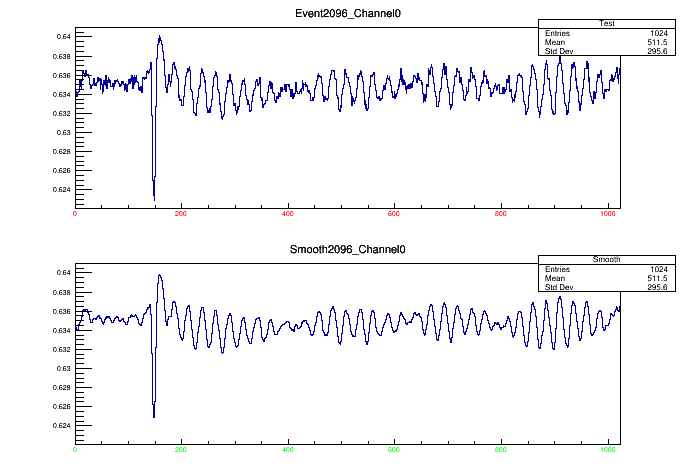 Event2096_Channel0
Test
Entries 1024
Mean 511.5
Std Dev 295.6
0.64
0.638
0.636
0.634
0.632
0.63
0.628
0.626
0.624
0 200 400 600 800 1000
Smooth2096_Channel0
Smooth
Entries 1024
Mean 511.5
Std Dev 295.6
0.64
0.638
0.636
0.634
0.632
0.63
0.628
0.626
0.624
0 200 400 600 800 1000